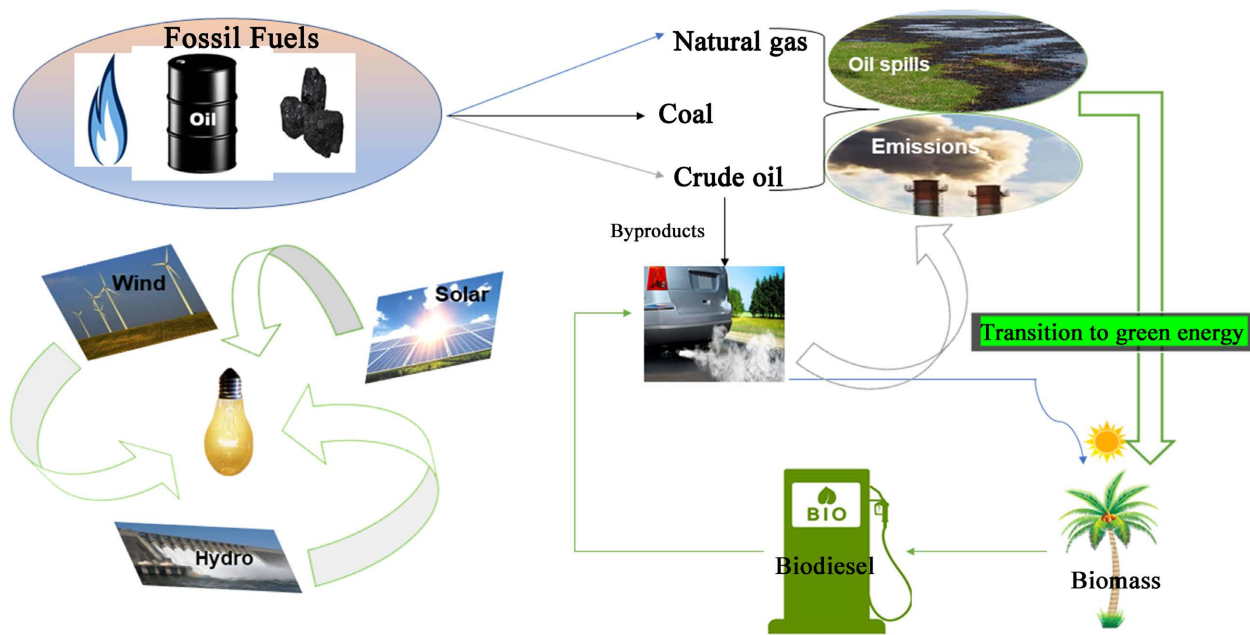 Fossil Fuels
Oil
Natural gas
Coal
Crude oil
Oil spills
Emissions
Byproducts
Wind
Solar
Hydro
Transition to green energy
BIO
Biodiesel
Biomass